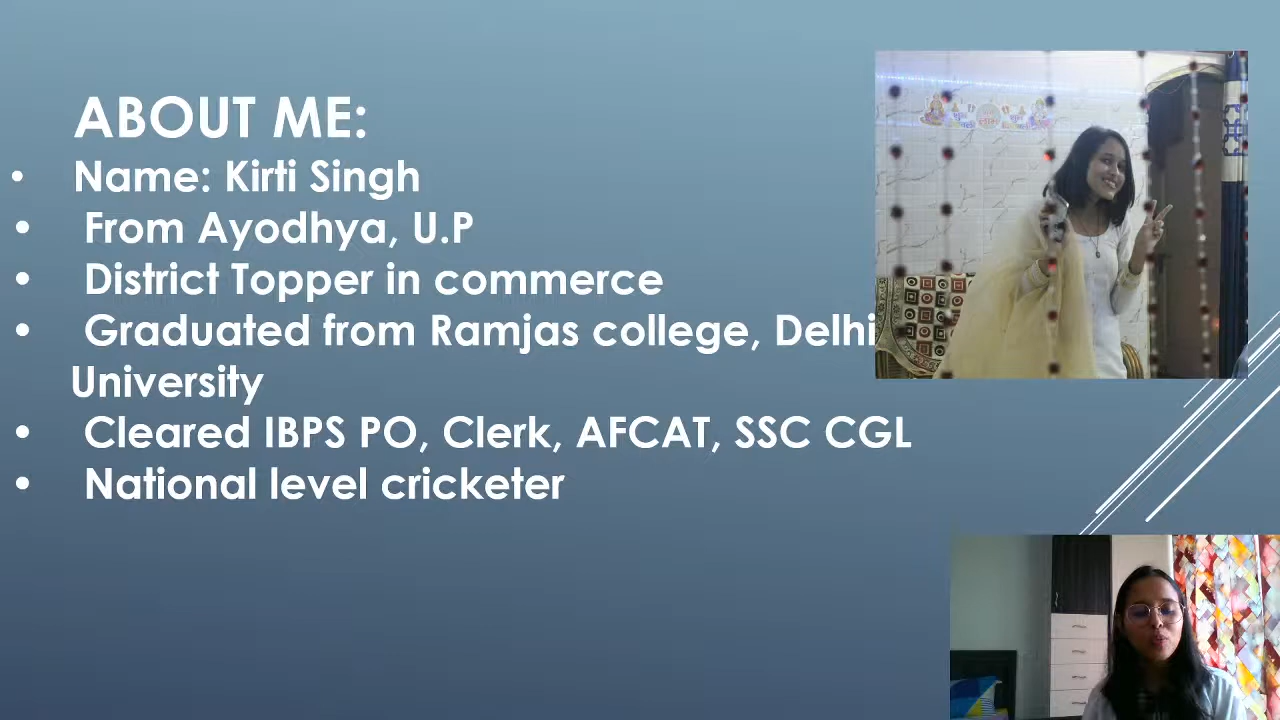 ABOUT ME:
• Name: Kirti Singh
• From Ayodhya, U.P
• District Topper in commerce
• Graduated from Ramjas college, Delhi
University
• Cleared IBPS PO, Clerk, AFCAT, SSC CGL
• National level cricketer